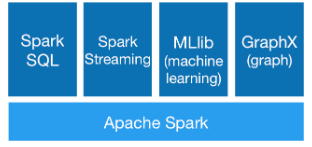 Spark
SQL
Spark
Streaming
MLlib
(machine
learning)
GraphX
(graph)
Apache Spark